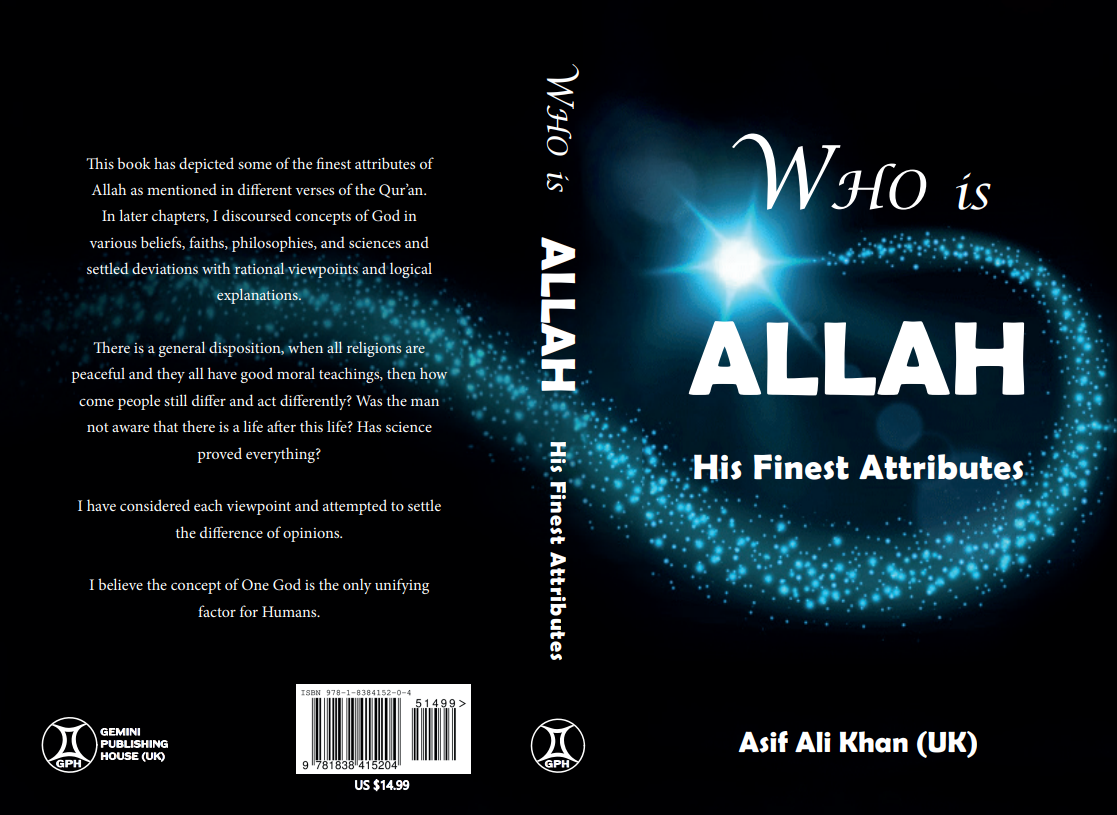 This book has depicted some of the finest attributes of
Allah as mentioned in different verses of the Qur'an.
In later chapters, I discoursed concepts of God in
various beliefs, faiths, philosophies, and sciences and
settled deviations with rational viewpoints and logical
explanations.
There is a general disposition, when all religions are
peaceful and they all have good moral teachings, then how
come people still differ and act differently? Was the man
not aware that there is a life after this life? Has science
proved everything?
I have considered each viewpoint and attempted to settle
the difference of opinions.
I believe the concept of One God is the only unifying
factor for Humans.
GPH
GEMINI
PUBLISHING
HOUSE (UK)
ISBN 978-1-8384152-0-4
51499>
9 781838 415204
US $14.99
WHO is ALLAH His Finest Attributes
GPH
WHO is
ALLAH
His Finest Attributes
Asif Ali Khan (UK)